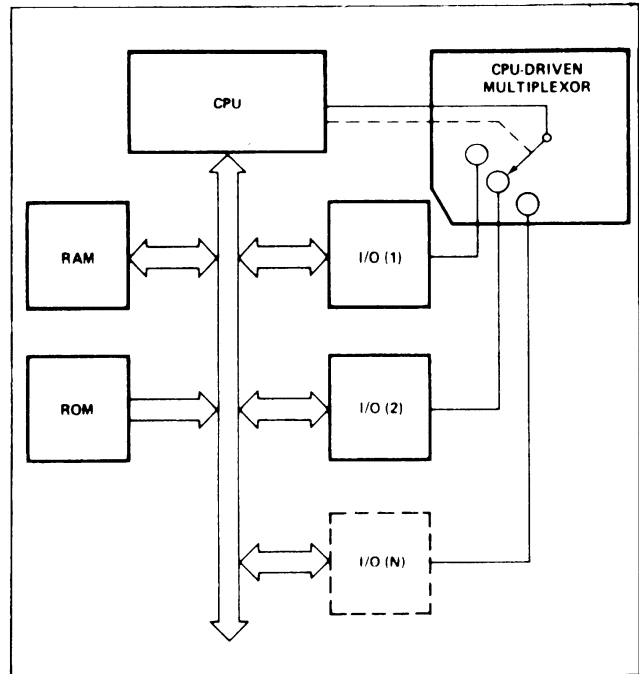 CPU
CPU-DRIVEN
MULTIPLEXOR
RAM
I/O (1)
ROM
I/O (2)
I/O (N)